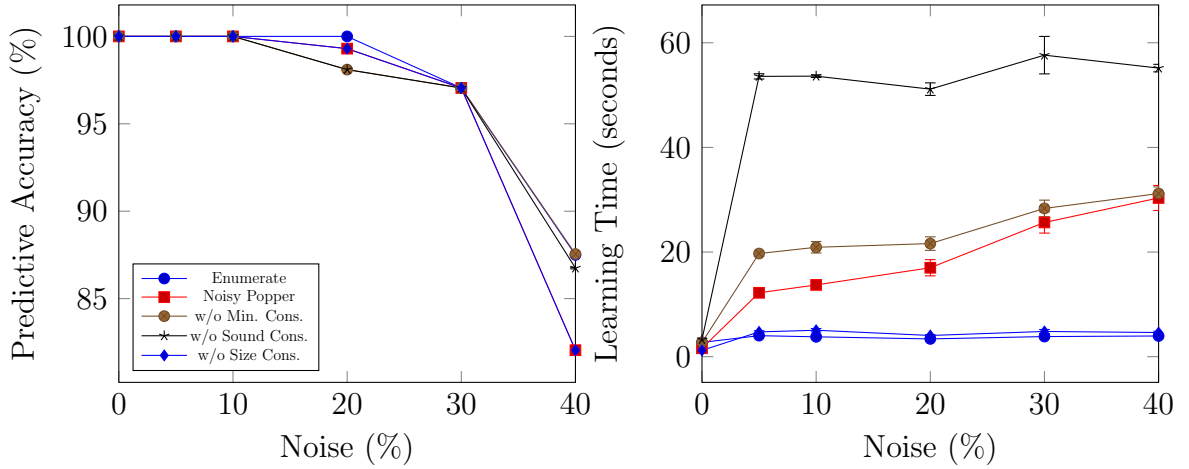 Predictive Accuracy (%)
100
95
90
85
Enumerate
Noisy Popper
w/o Min. Cons.
w/o Sound Cons.
w/o Size Cons.
0 10 20 30 40
Noise (%)
Learning Time (seconds)
60
40
20
0
0 10 20 30 40
Noise (%)